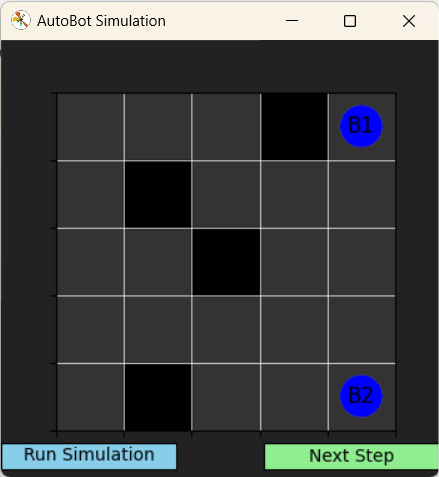 AutoBot Simulation
B1
B2
Run Simulation
Next Step